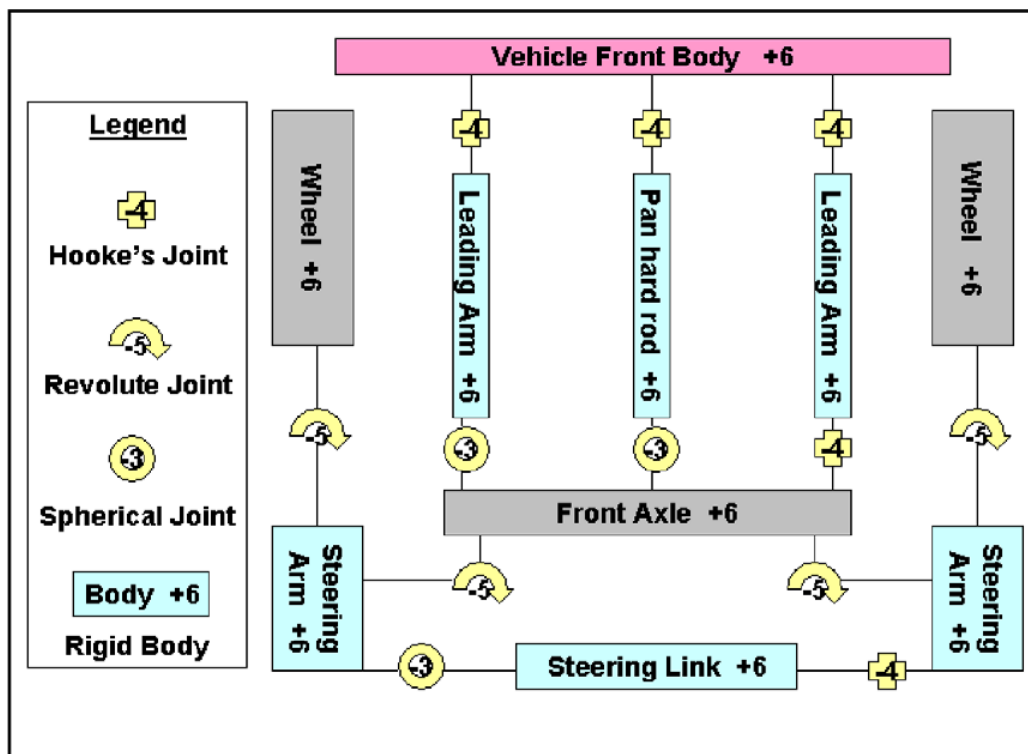 Vehicle Front Body +6
Legend
-4
Hooke's Joint
-5
Revolute Joint
-3
Spherical Joint
Body +6
Rigid Body
-4
-4
-4
Wheel +6
Leading Arm +6
Pan hard rod +6
Leading Arm +6
Wheel +6
-5
-3
-3
-4
-5
Front Axle +6
Steering
Arm +6
-5
-5
Steering
Arm +6
-3
Steering Link +6
-4